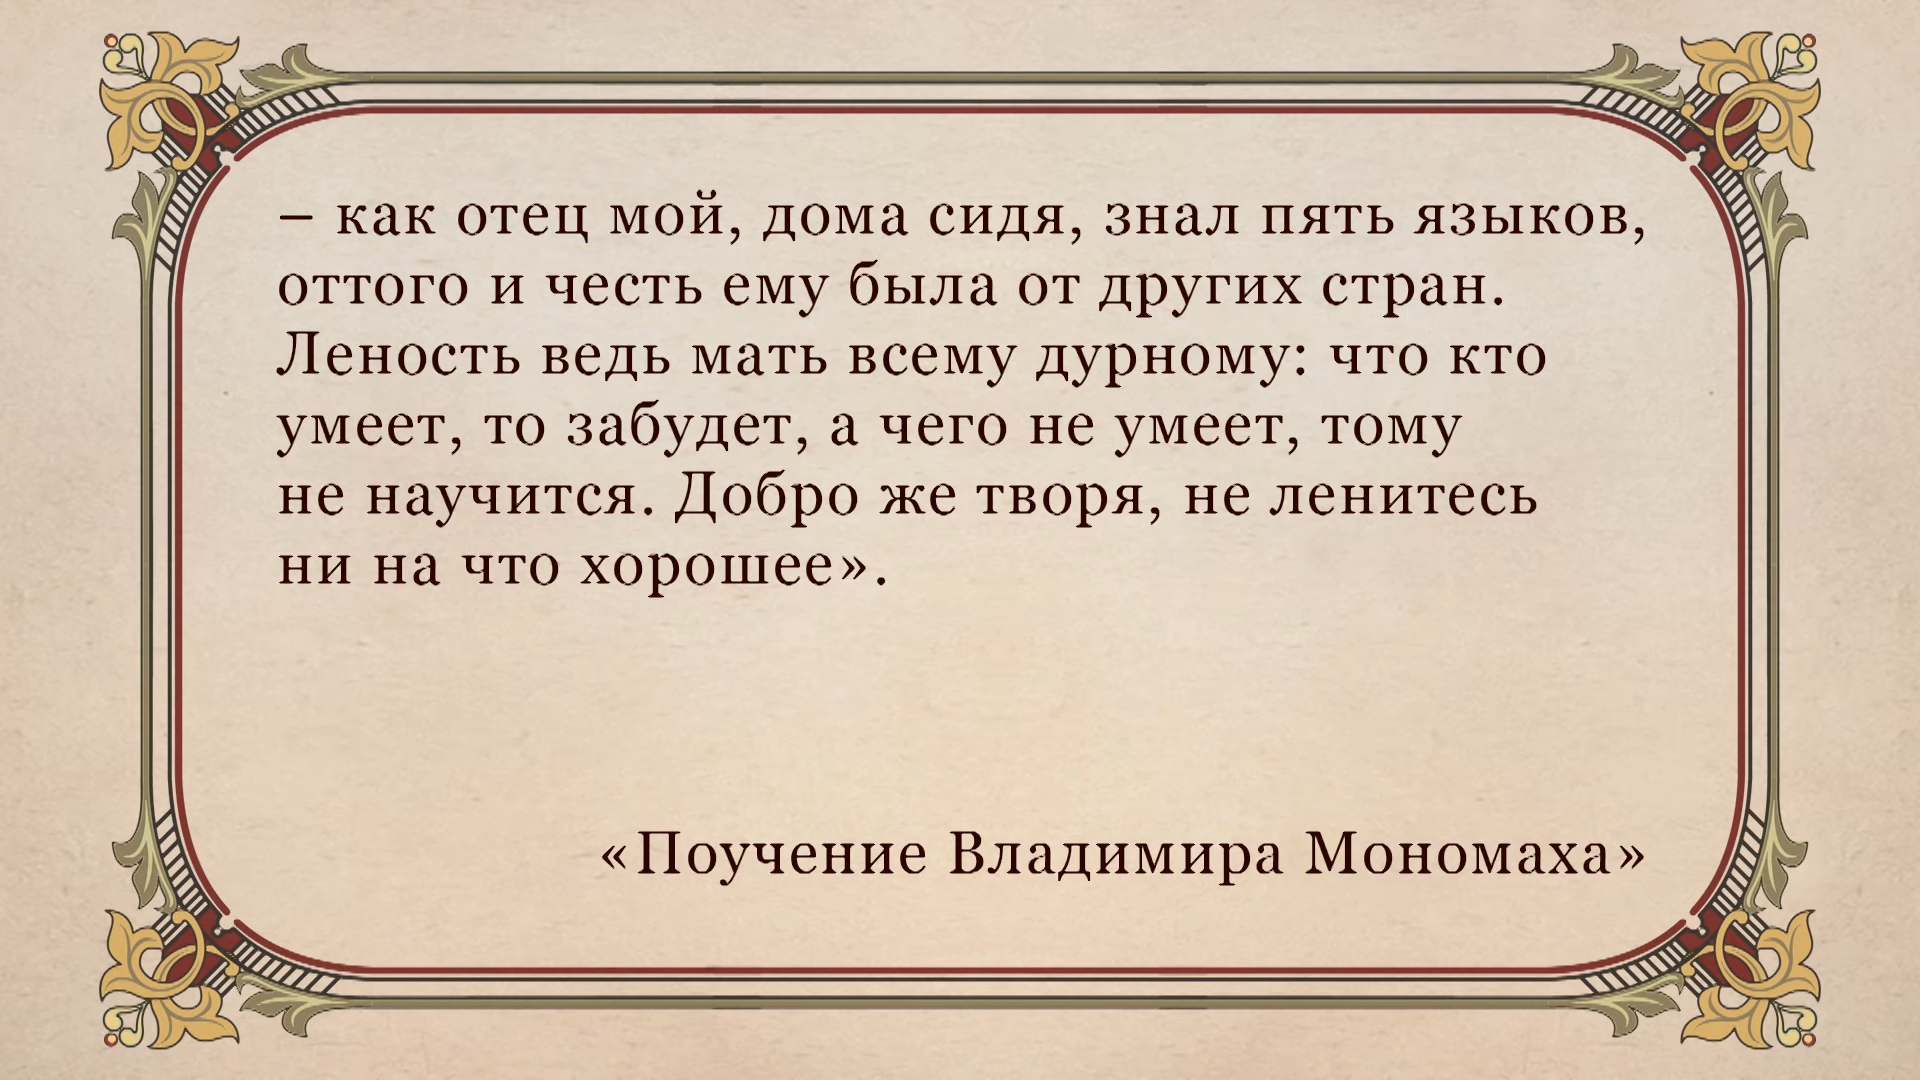 – как отец мой, дома сидя, знал пять языков,
оттого и честь ему была от других стран.
Леность ведь мать всему дурному: что кто
умеет, то забудет, а чего не умеет, тому
не научится. Добро же творя, не ленитесь
ни на что хорошее».
«Поучение Владимира Мономаха»